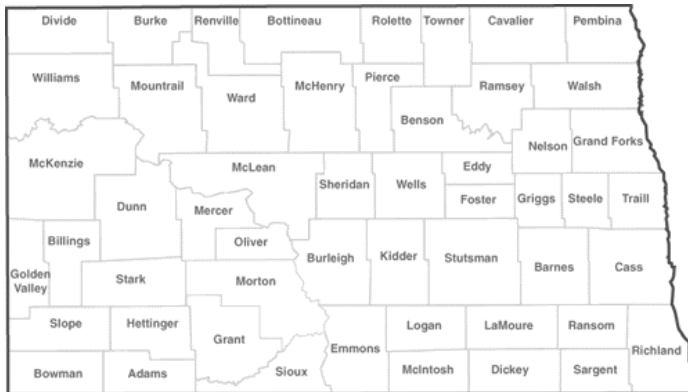 Divide
Burke
Renville
Bottineau
Rolette
Towner
Cavalier
Pembina
Williams
Mountrail
Ward
McHenry
Pierce
Ramsey
Walsh
Benson
Nelson
Grand Forks
McKenzie
McLean
Sheridan
Wells
Eddy
Foster
Griggs
Steele
Traill
Dunn
Mercer
Oliver
Billings
Golden
Valley
Stark
Morton
Burleigh
Kidder
Stutsman
Barnes
Cass
Slope
Hettinger
Grant
Emmons
Logan
LaMoure
Ransom
Richland
Bowman
Adams
Sioux
McIntosh
Dickey
Sargent